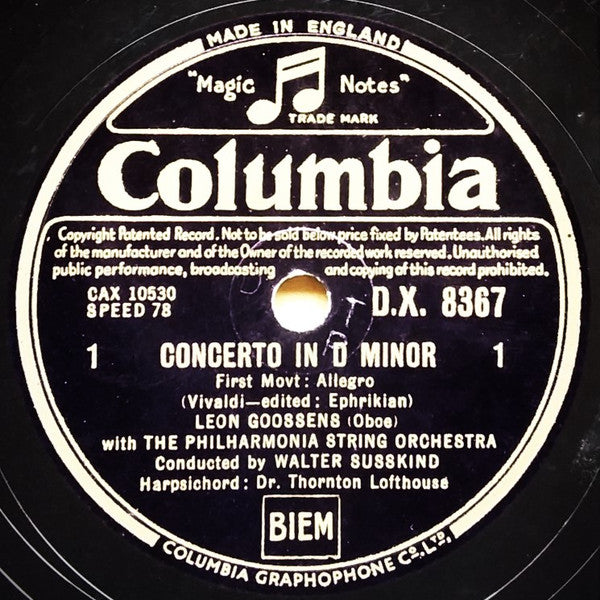 MADE IN ENGLAND
"Magic Notes"
TRADE MARK
Columbia
Copyright Patented Record. Not to be sold below price fixed by Patentees. All rights
of the manufacturer and of the Owner of the recorded work reserved. Unauthorised
public performance, broadcasting and copying of this record prohibited.
CAX 10530
SPEED 78
D.X. 8367
1 CONCERTO IN D MINOR 1
First Movt: Allegro
(Vivaldi—edited: Ephrikian)
LEON GOOSSENS (Oboe)
with THE PHILHARMONIA STRING ORCHESTRA
Conducted by WALTER SUSSKIND
Harpsichord: Dr. Thornton Lofthouse
BIEM
COLUMBIA GRAPHOPHONE Co. LTD.